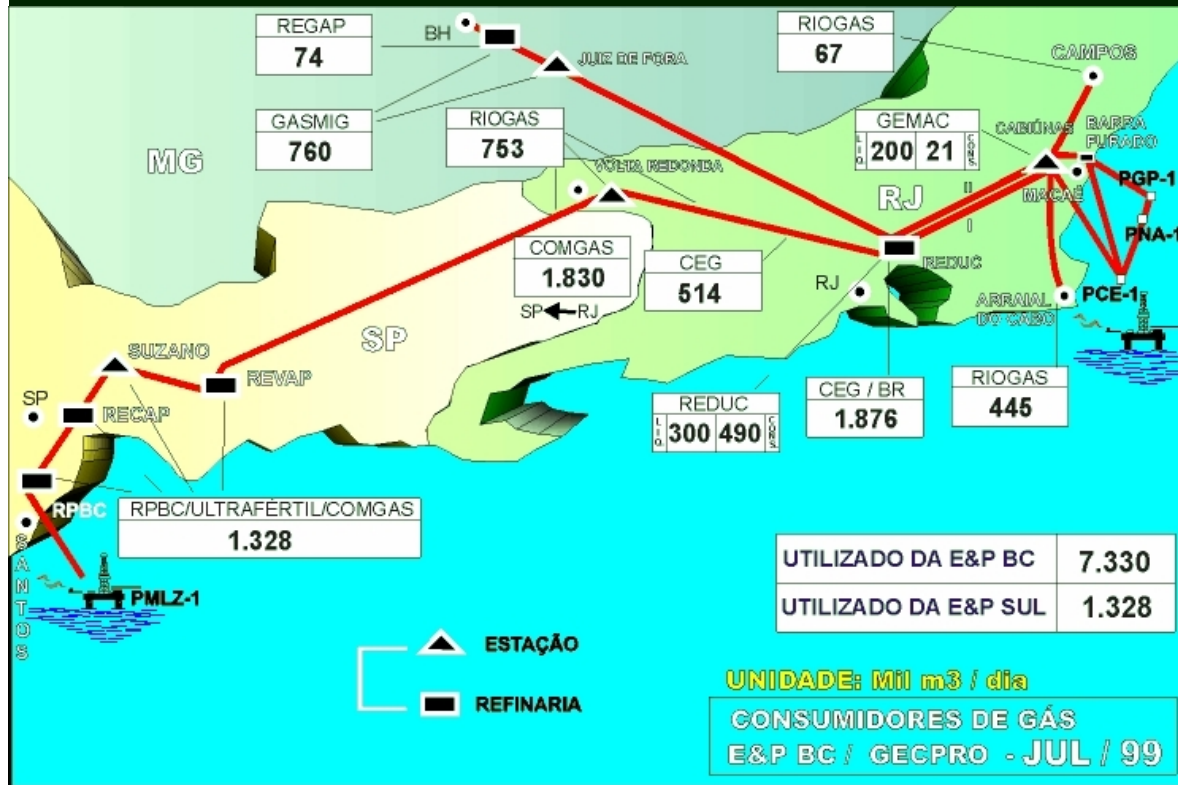 REGAP
74
BH
JUIZ DE FORA
RIOGAS
67
CAMPOS
GASMIG
760
RIOGAS
753
GEMAC
LIQ 200 21 CONS
CABIÚNAS
BARRA
FURADO
MG
VOLTA REDONDA
RJ
II
I
MACAÉ
PGP-1
PNA-1
PCE-1
COMGAS
1.830
SP RJ
CEG
514
REDUC
RJ
ARRAIAL
DO CABO
SP
SUZANO
REVAP
SP
RECAP
REDUC
LIQ 300 490 CONS
CEG / BR
1.876
RIOGAS
445
RPBC
RPBC/ULTRAFÉRTIL/COMGAS
1.328
SANTOS
PMLZ-1
UTILIZADO DA E&P BC 7.330
UTILIZADO DA E&P SUL 1.328
ESTAÇÃO
REFINARIA
UNIDADE: Mil m3 / dia
CONSUMIDORES DE GÁS
E&P BC / GECPRO - JUL / 99